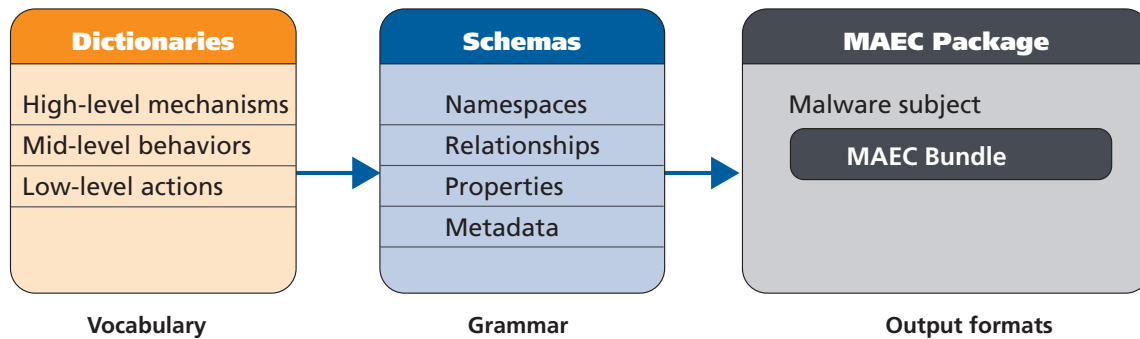 Dictionaries
High-level mechanisms
Mid-level behaviors
Low-level actions
Vocabulary
Schemas
Namespaces
Relationships
Properties
Metadata
Grammar
MAEC Package
Malware subject
MAEC Bundle
Output formats